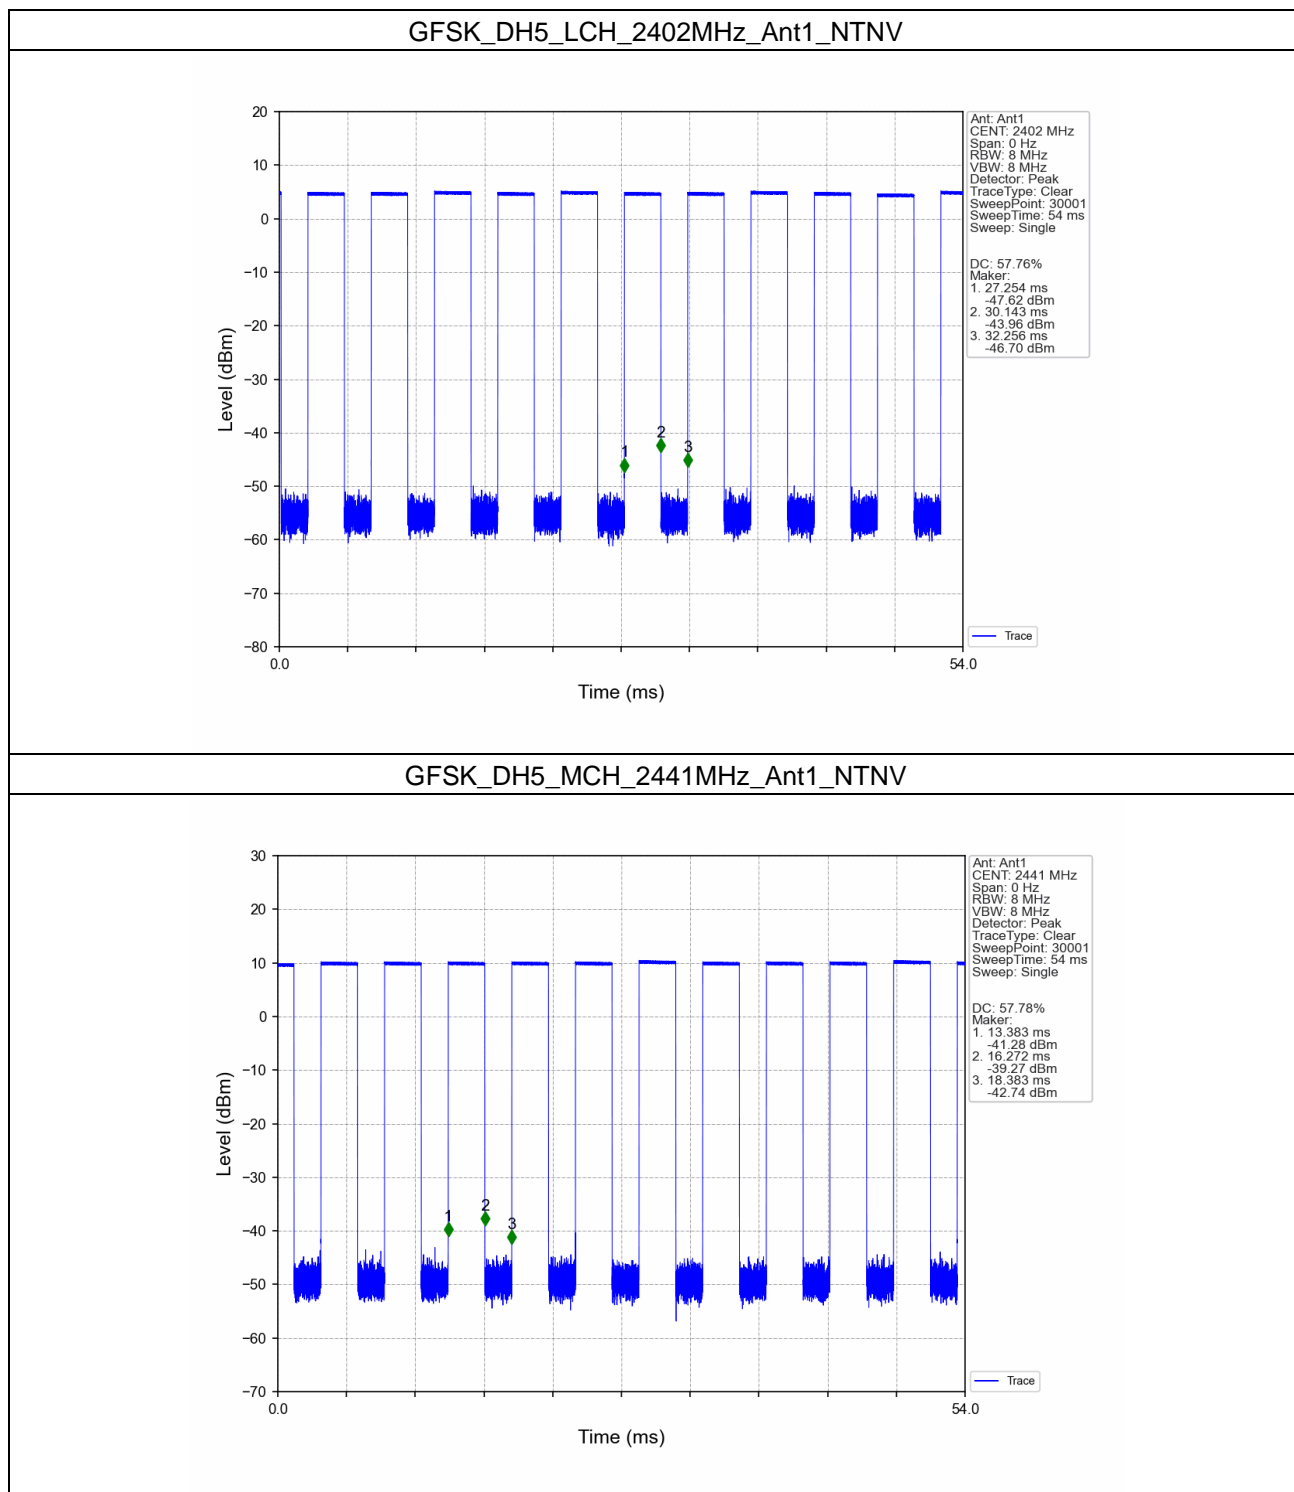 GFSK_DH5_LCH_2402MHz_Ant1_NTNV
20
10
0
−10
−20
−30
−40
−50
−60
−70
−80
Level (dBm)
1
2
3
0.0
54.0
Time (ms)
Ant: Ant1
CENT: 2402 MHz
Span: 0 Hz
RBW: 8 MHz
VBW: 8 MHz
Detector: Peak
TraceType: Clear
SweepPoint: 30001
SweepTime: 54 ms
Sweep: Single
DC: 57.76%
Maker:
1. 27.254 ms
-47.62 dBm
2. 30.143 ms
-43.96 dBm
3. 32.256 ms
-46.70 dBm
Trace
GFSK_DH5_MCH_2441MHz_Ant1_NTNV
30
20
10
0
−10
−20
−30
−40
−50
−60
−70
Level (dBm)
1
2
3
0.0
54.0
Time (ms)
Ant: Ant1
CENT: 2441 MHz
Span: 0 Hz
RBW: 8 MHz
VBW: 8 MHz
Detector: Peak
TraceType: Clear
SweepPoint: 30001
SweepTime: 54 ms
Sweep: Single
DC: 57.78%
Maker:
1. 13.383 ms
-41.28 dBm
2. 16.272 ms
-39.27 dBm
3. 18.383 ms
-42.74 dBm
Trace